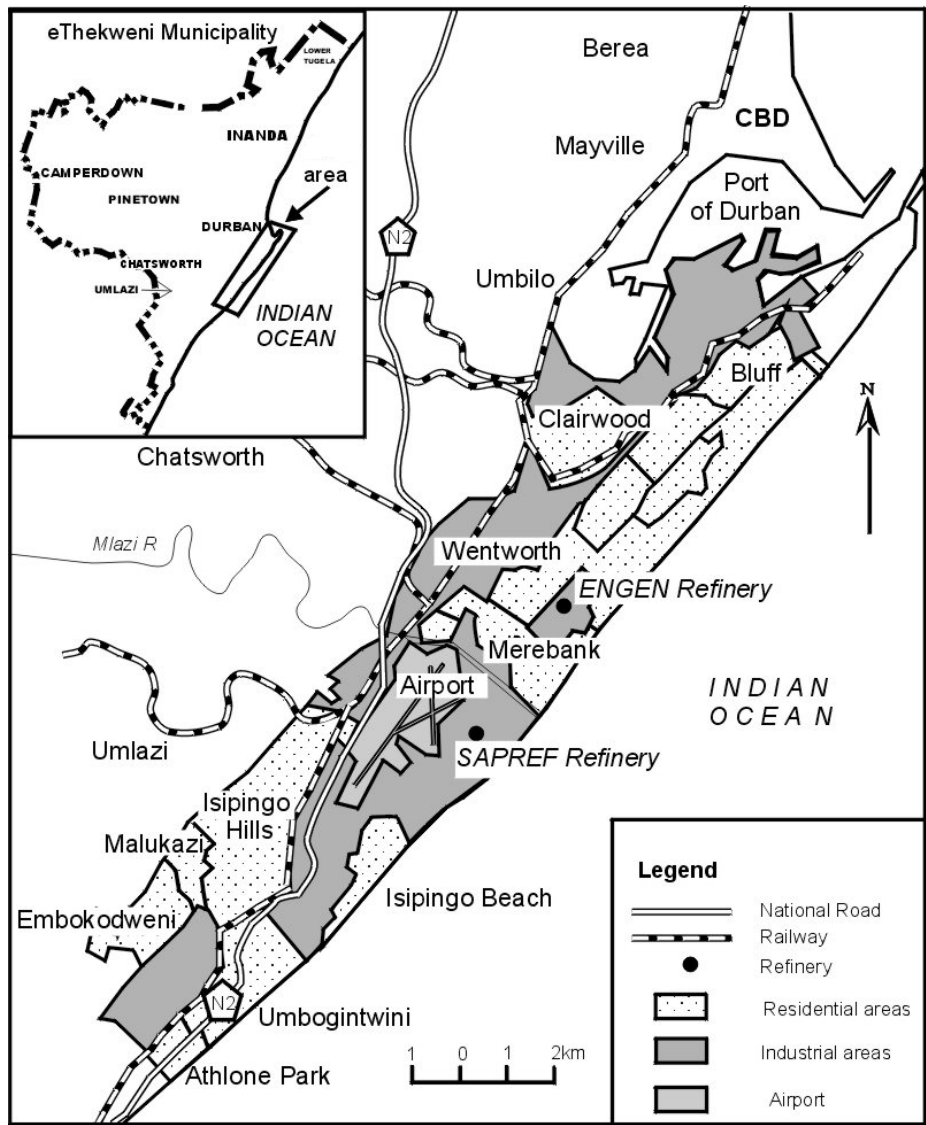 eThekweni Municipality
LOWER
TUGELA
INANDA
CAMPERDOWN
PINETOWN
area
DURBAN
CHATSWORTH
UMLAZI
INDIAN
OCEAN
Berea
CBD
Mayville
Port
of Durban
N2
Umbilo
Bluff
N
Clairwood
Chatsworth
Mlazi R
Wentworth
ENGEN Refinery
Merebank
Airport
INDIAN
OCEAN
SAPREF Refinery
Umlazi
Isipingo
Hills
Malukazi
Isipingo Beach
Embokodweni
N2
Umbogintwini
Athlone Park
1 0 1 2km
Legend
National Road
Railway
Refinery
Residential areas
Industrial areas
Airport